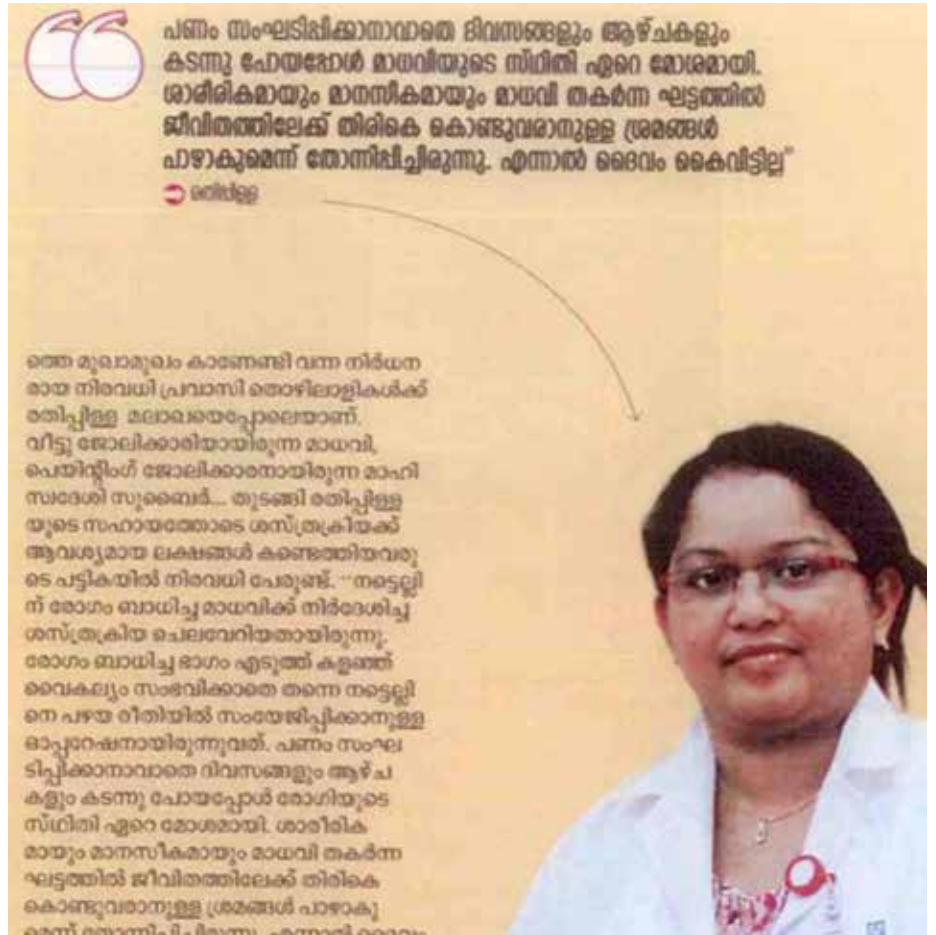 പണം സംഘടിപ്പിക്കാനാവാതെ ദിവസങ്ങളും ആഴ്ചകളും
കടന്നു പോയപ്പോൾ മാധവിയുടെ സ്ഥിതി ഏറെ മോശമായി.
ശാരീരികമായും മാനസീകമായും മാധവി തകർന്ന ഘട്ടത്തിൽ
ജീവിതത്തിലേക്ക് തിരികെ കൊണ്ടുവരാനുള്ള ശ്രമങ്ങൾ
പാഴാകുമെന്ന് തോന്നിപ്പിച്ചിരുന്നു. എന്നാൽ ദൈവം കൈവിട്ടില്ല”
രതിപ്പിള്ള
ത്തെ മുഖാമുഖം കാണേണ്ടി വന്ന നിർധന
രായ നിരവധി പ്രവാസി തൊഴിലാളികൾക്ക്
രതിപ്പിള്ള മലാഖയെപ്പോലെയാണ്.
വീട്ടു ജോലിക്കാരിയായിരുന്ന മാധവി,
പെയിന്റിംഗ് ജോലിക്കാരനായിരുന്ന മാഹി
സ്വദേശി സുബൈർ... തുടങ്ങി രതിപ്പിള്ള
യുടെ സഹായത്തോടെ ശസ്ത്രക്രിയക്ക്
ആവശ്യമായ ലക്ഷങ്ങൾ കണ്ടെത്തിയവരു
ടെ പട്ടികയിൽ നിരവധി പേരുണ്ട്. “നട്ടെല്ലി
ന് രോഗം ബാധിച്ച മാധവിക്ക് നിർദേശിച്ച
ശസ്ത്രക്രിയ ചെലവേറിയതായിരുന്നു.
രോഗം ബാധിച്ച ഭാഗം എടുത്ത് കളഞ്ഞ്
വൈകല്യം സംഭവിക്കാതെ തന്നെ നട്ടെല്ലി
നെ പഴയ രീതിയിൽ സംയേജിപ്പിക്കാനുള്ള
ഓപ്പറേഷനായിരുന്നുവത്. പണം സംഘ
ടിപ്പിക്കാനാവാതെ ദിവസങ്ങളും ആഴ്ച
കളും കടന്നു പോയപ്പോൾ രോഗിയുടെ
സ്ഥിതി ഏറെ മോശമായി. ശാരീരിക
മായും മാനസീകമായും മാധവി തകർന്ന
ഘട്ടത്തിൽ ജീവിതത്തിലേക്ക് തിരികെ
കൊണ്ടുവരാനുള്ള ശ്രമങ്ങൾ പാഴാകു
മെന്ന് തോന്നിപ്പിച്ചിരുന്നു. എന്നാൽ ദൈവം